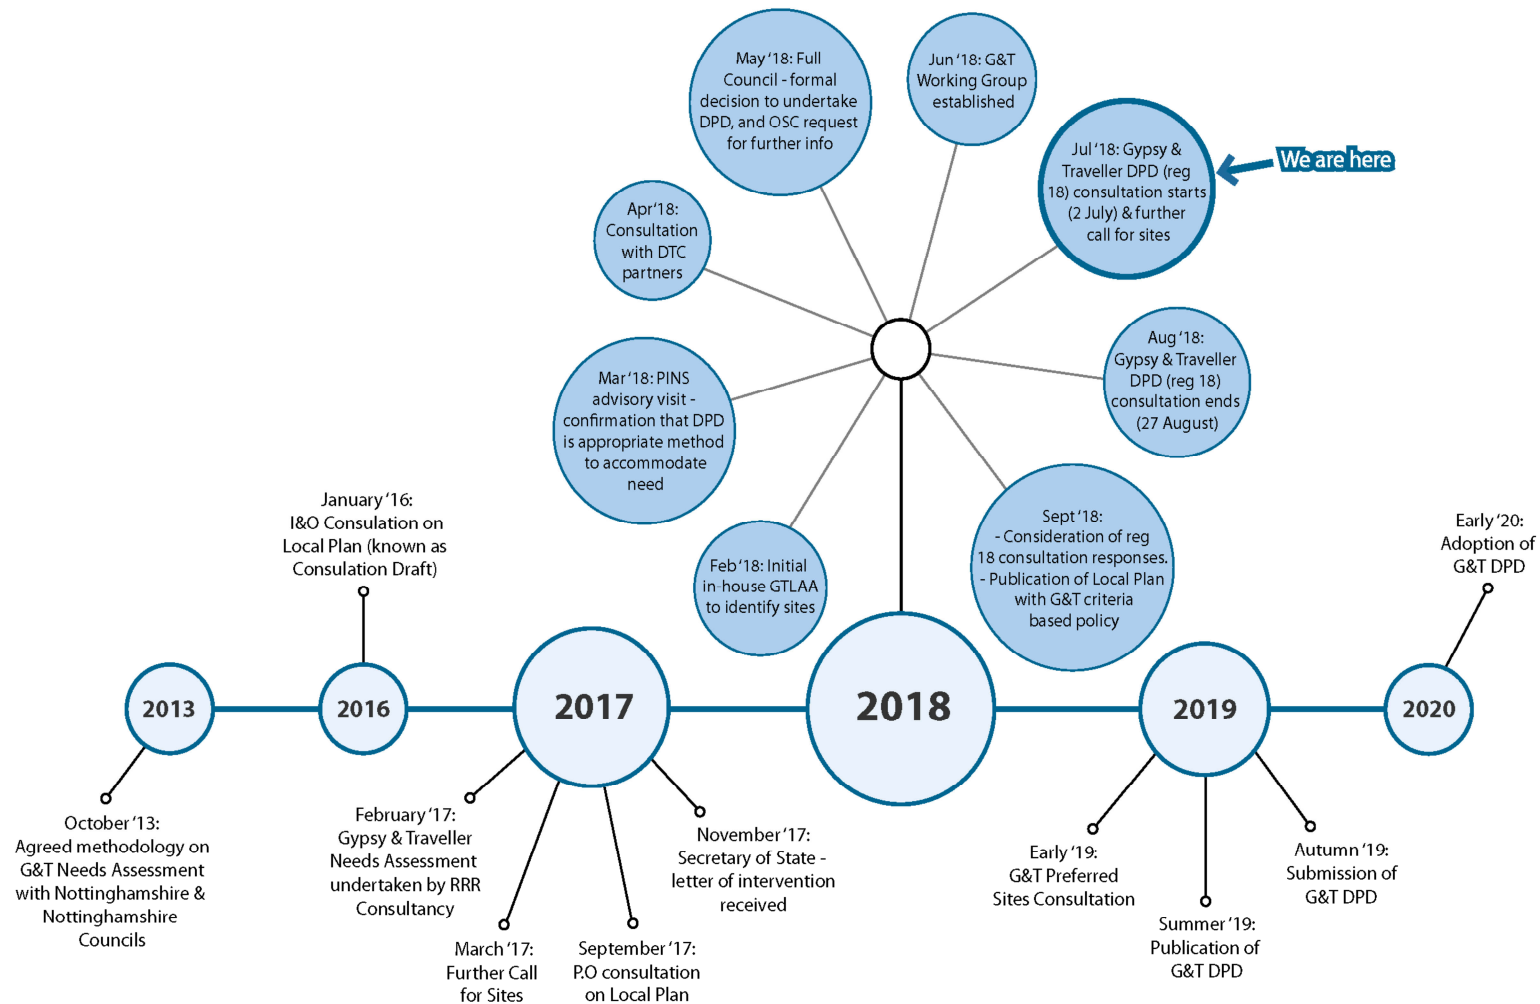 May ‘18: Full
Council - formal
decision to undertake
DPD, and OSC request
for further info
Jun ‘18: G&T
Working Group
established
Jul ‘18: Gypsy &
Traveller DPD (reg
18) consultation starts
(2 July) & further
call for sites
We are here
Apr‘18:
Consultation
with DTC
partners
Aug ‘18:
Gypsy & Traveller
DPD (reg 18)
consultation ends
(27 August)
Mar ‘18: PINS
advisory visit -
confirmation that DPD
is appropriate method
to accommodate
need
Sept ‘18:
- Consideration of reg
18 consultation responses.
- Publication of Local Plan
with G&T criteria
based policy
Feb ‘18: Initial
in-house GTLAA
to identify sites
January ‘16:
I&O Consulation on
Local Plan (known as
Consulation Draft)
Early ‘20:
Adoption of
G&T DPD
2013
2016
2017
2018
2019
2020
October ‘13:
Agreed methodology on
G&T Needs Assessment
with Nottinghamshire &
Nottinghamshire
Councils
February ‘17:
Gypsy & Traveller
Needs Assessment
undertaken by RRR
Consultancy
March ‘17:
Further Call
for Sites
September ‘17:
P.O consultation
on Local Plan
November ‘17:
Secretary of State -
letter of intervention
received
Early ‘19:
G&T Preferred
Sites Consultation
Summer ‘19:
Publication of
G&T DPD
Autumn ‘19:
Submission of
G&T DPD